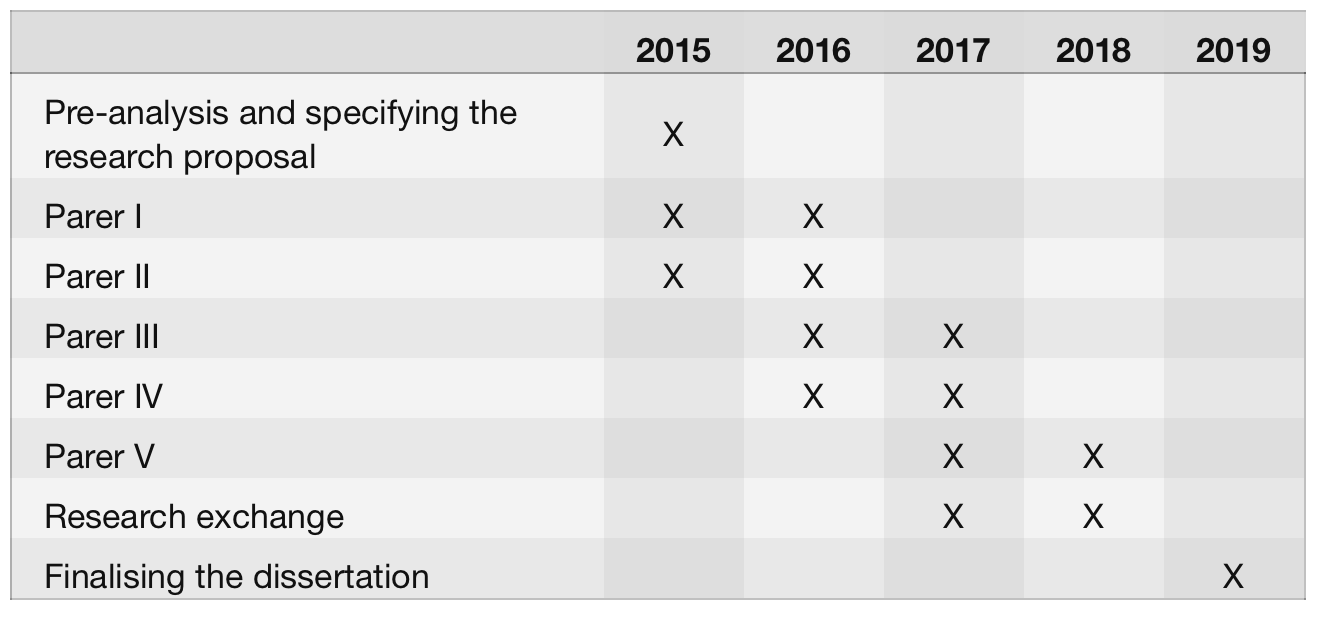 2015 2016 2017 2018 2019
Pre-analysis and specifying the
research proposal X
Parer I X X
Parer II X X
Parer III X X
Parer IV X X
Parer V X X
Research exchange X X
Finalising the dissertation X